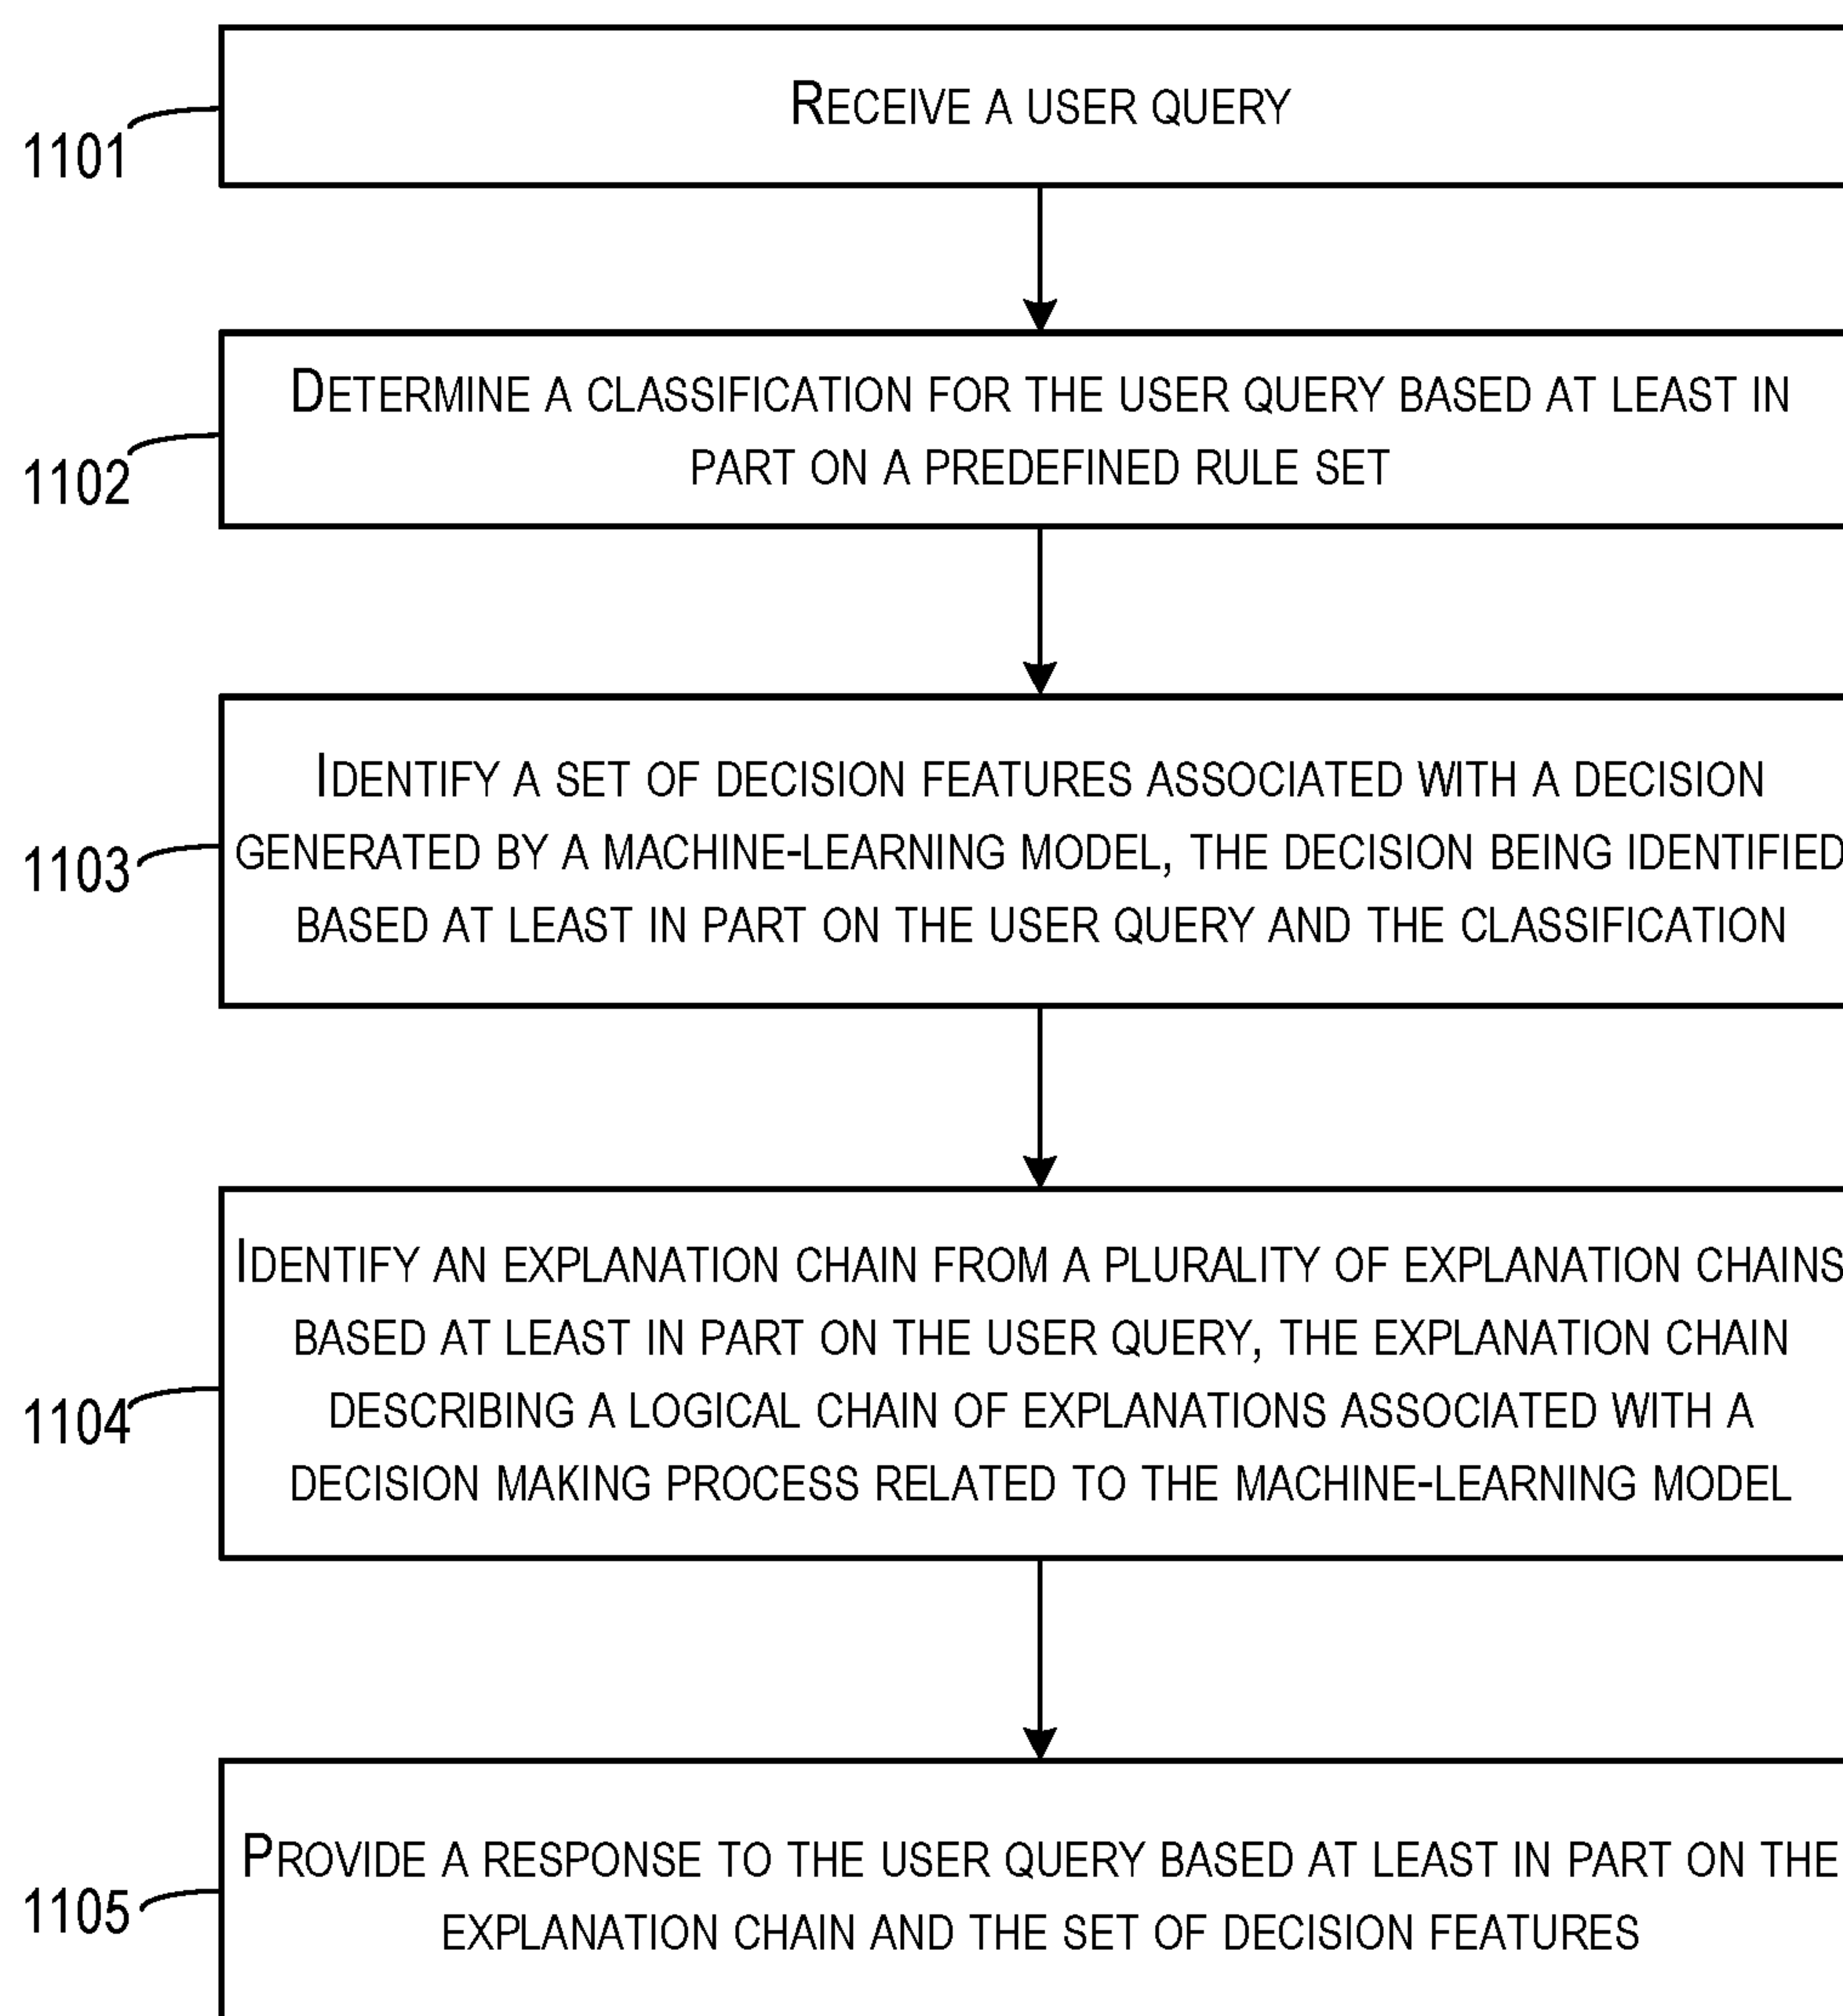 RECEIVE A USER QUERY
1101
DETERMINE A CLASSIFICATION FOR THE USER QUERY BASED AT LEAST IN
PART ON A PREDEFINED RULE SET
1102
IDENTIFY A SET OF DECISION FEATURES ASSOCIATED WITH A DECISION
GENERATED BY A MACHINE-LEARNING MODEL, THE DECISION BEING IDENTIFIED
BASED AT LEAST IN PART ON THE USER QUERY AND THE CLASSIFICATION
1103
IDENTIFY AN EXPLANATION CHAIN FROM A PLURALITY OF EXPLANATION CHAINS
BASED AT LEAST IN PART ON THE USER QUERY, THE EXPLANATION CHAIN
DESCRIBING A LOGICAL CHAIN OF EXPLANATIONS ASSOCIATED WITH A
DECISION MAKING PROCESS RELATED TO THE MACHINE-LEARNING MODEL
1104
PROVIDE A RESPONSE TO THE USER QUERY BASED AT LEAST IN PART ON THE
EXPLANATION CHAIN AND THE SET OF DECISION FEATURES
1105